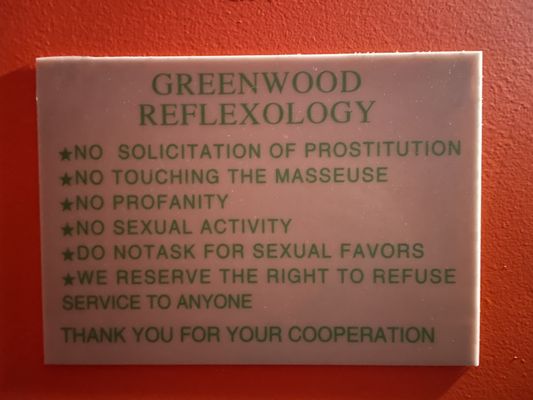 GREENWOOD
REFLEXOLOGY
★NO SOLICITATION OF PROSTITUTION
★NO TOUCHING THE MASSEUSE
★NO PROFANITY
★NO SEXUAL ACTIVITY
★DO NOTASK FOR SEXUAL FAVORS
★WE RESERVE THE RIGHT TO REFUSE
SERVICE TO ANYONE
THANK YOU FOR YOUR COOPERATION